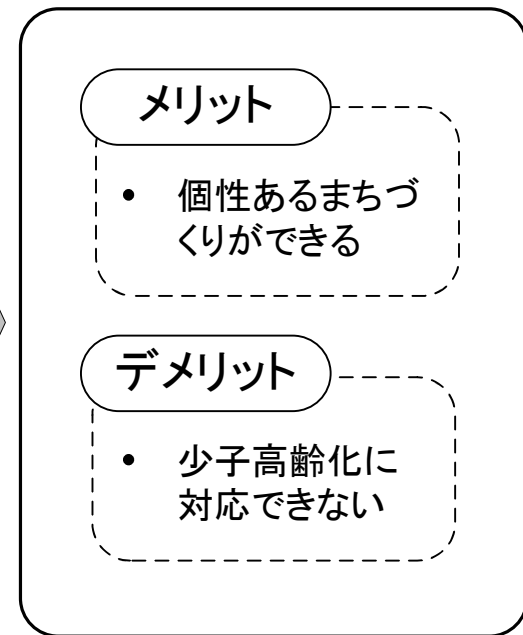 メリット
• 個性あるまちづ
くりができる
デメリット
• 少子高齢化に
対応できない